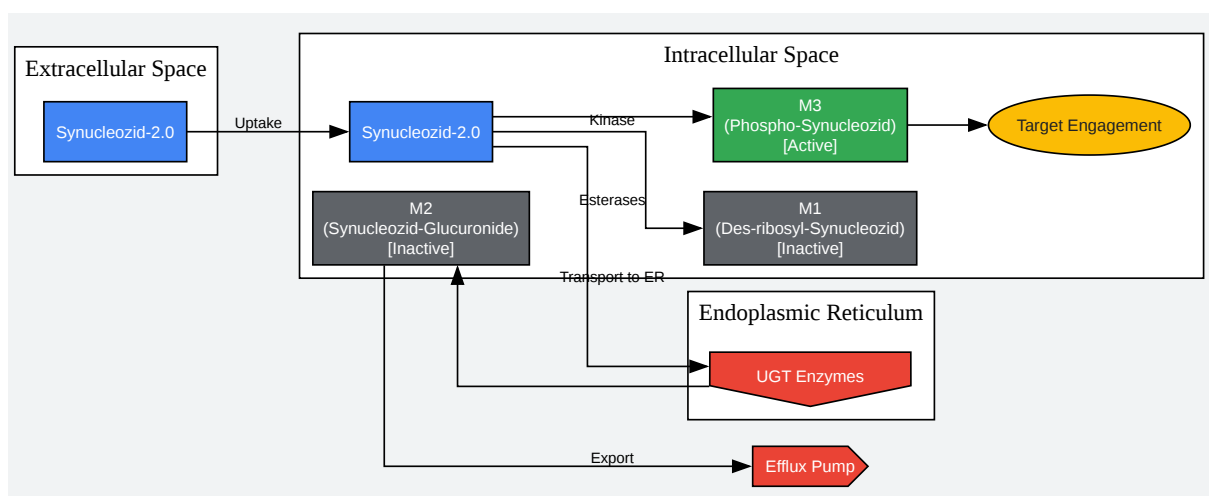 Extracellular Space
Synucleozid-2.0
Uptake
Intracellular Space
Synucleozid-2.0
Kinase
M3
(Phospho-Synucleozid)
[Active]
Target Engagement
Esterases
M2
(Synucleozid-Glucuronide)
[Inactive]
M1
(Des-ribosyl-Synucleozid)
[Inactive]
Transport to ER
Endoplasmic Reticulum
UGT Enzymes
Export
Efflux Pump